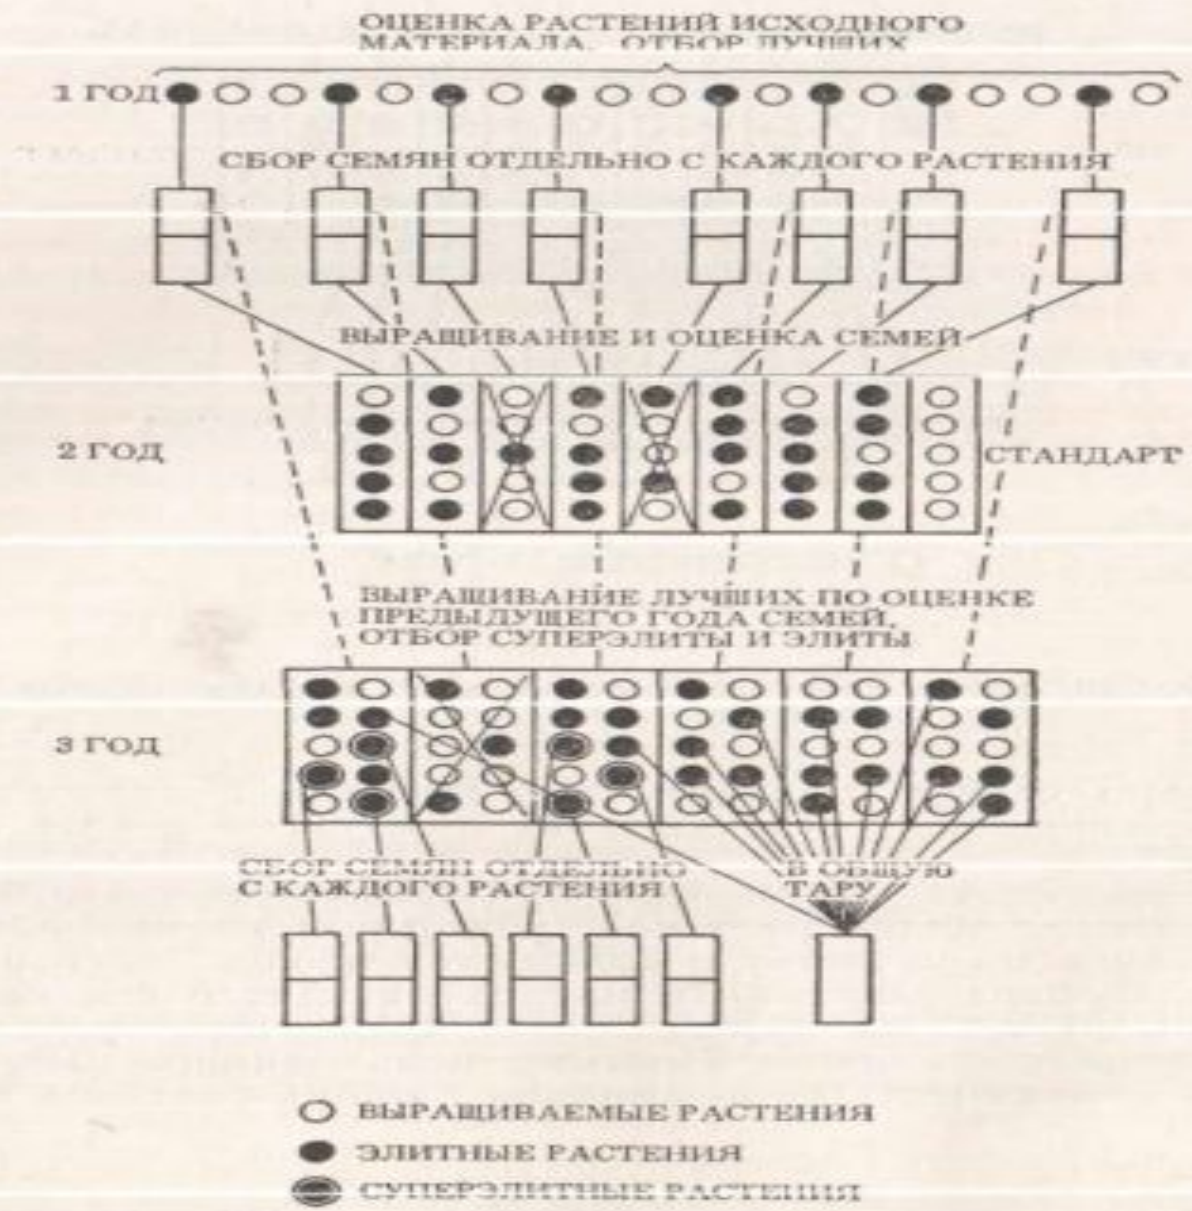 ОЦЕНКА РАСТЕНИЙ ИСХОДНОГО
МАТЕРИАЛА, ОТБОР ЛУЧШИХ
1 ГОД
СБОР СЕМЯН ОТДЕЛЬНО С КАЖДОГО РАСТЕНИЯ
ВЫРАЩИВАНИЕ И ОЦЕНКА СЕМЕЙ
2 ГОД
СТАНДАРТ
ВЫРАЩИВАНИЕ ЛУЧШИХ ПО ОЦЕНКЕ
ПРЕДЫДУЩЕГО ГОДА СЕМЕЙ,
ОТБОР СУПЕРЭЛИТЫ И ЭЛИТЫ
3 ГОД
СБОР СЕМЯН ОТДЕЛЬНО
С КАЖДОГО РАСТЕНИЯ
В ОБЩУЮ
ТАРУ
ВЫРАЩИВАЕМЫЕ РАСТЕНИЯ
ЭЛИТНЫЕ РАСТЕНИЯ
СУПЕРЭЛИТНЫЕ РАСТЕНИЯ